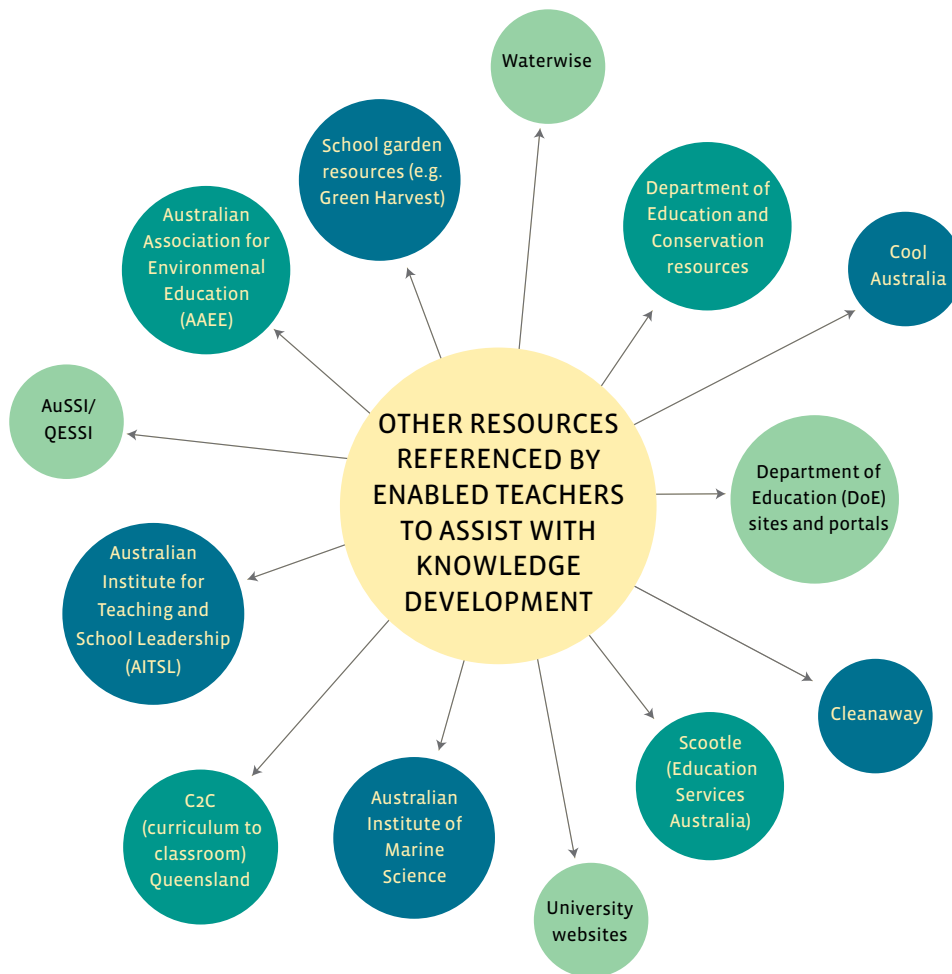 Waterwise
School garden
resources (e.g.
Green Harvest)
Department of
Education and
Conservation
resources
Australian
Association for
Environmenal
Education
(AAEE)
Cool
Australia
AuSSI/
QESSI
OTHER RESOURCES
REFERENCED BY
ENABLED TEACHERS
TO ASSIST WITH
KNOWLEDGE
DEVELOPMENT
Department of
Education (DoE)
sites and portals
Australian
Institute for
Teaching and
School Leadership
(AITSL)
Cleanaway
Scootle
(Education
Services
Australia)
C2C
(curriculum to
classroom)
Queensland
Australian
Institute of
Marine
Science
University
websites